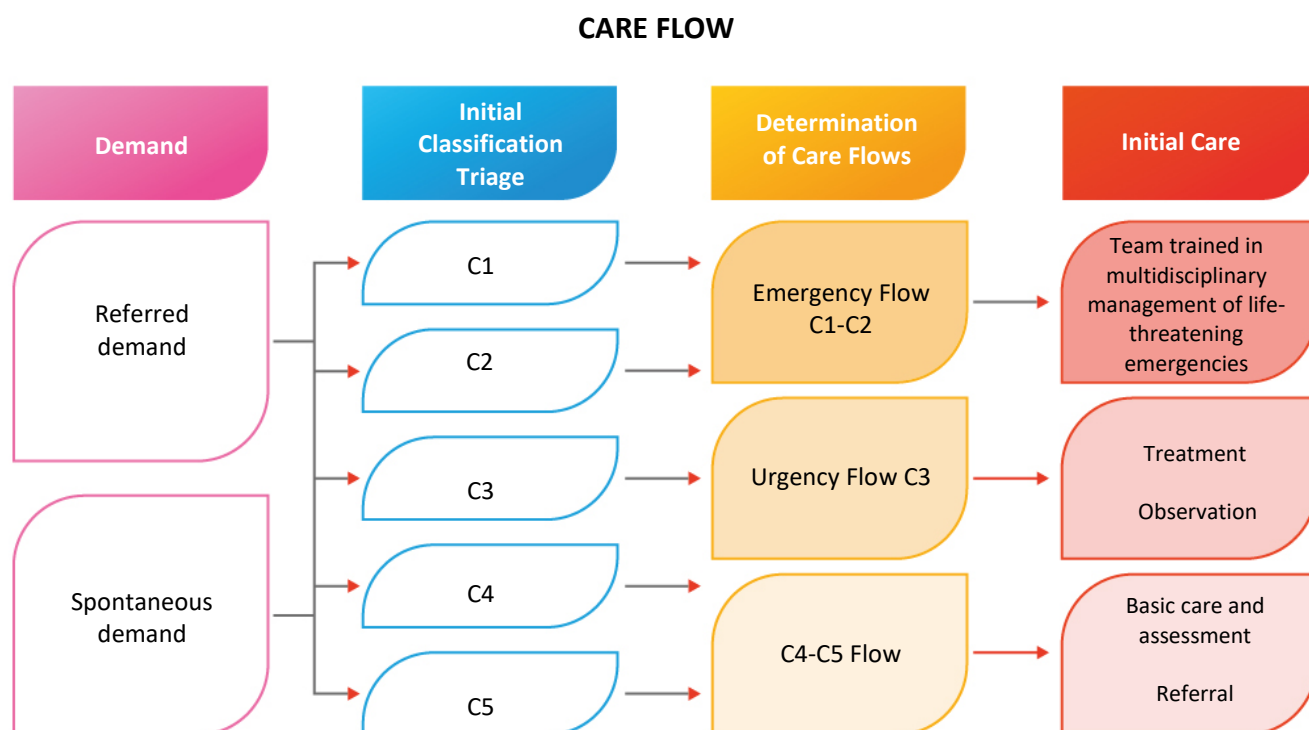 CARE FLOW
Demand
Initial
Classification
Triage
Determination
of Care Flows
Initial Care
Referred
demand
Spontaneous
demand
C1
C2
C3
C4
C5
Emergency Flow
C1-C2
Urgency Flow C3
C4-C5 Flow
Team trained in
multidisciplinary
management of life-
threatening
emergencies
Treatment
Observation
Basic care and
assessment
Referral